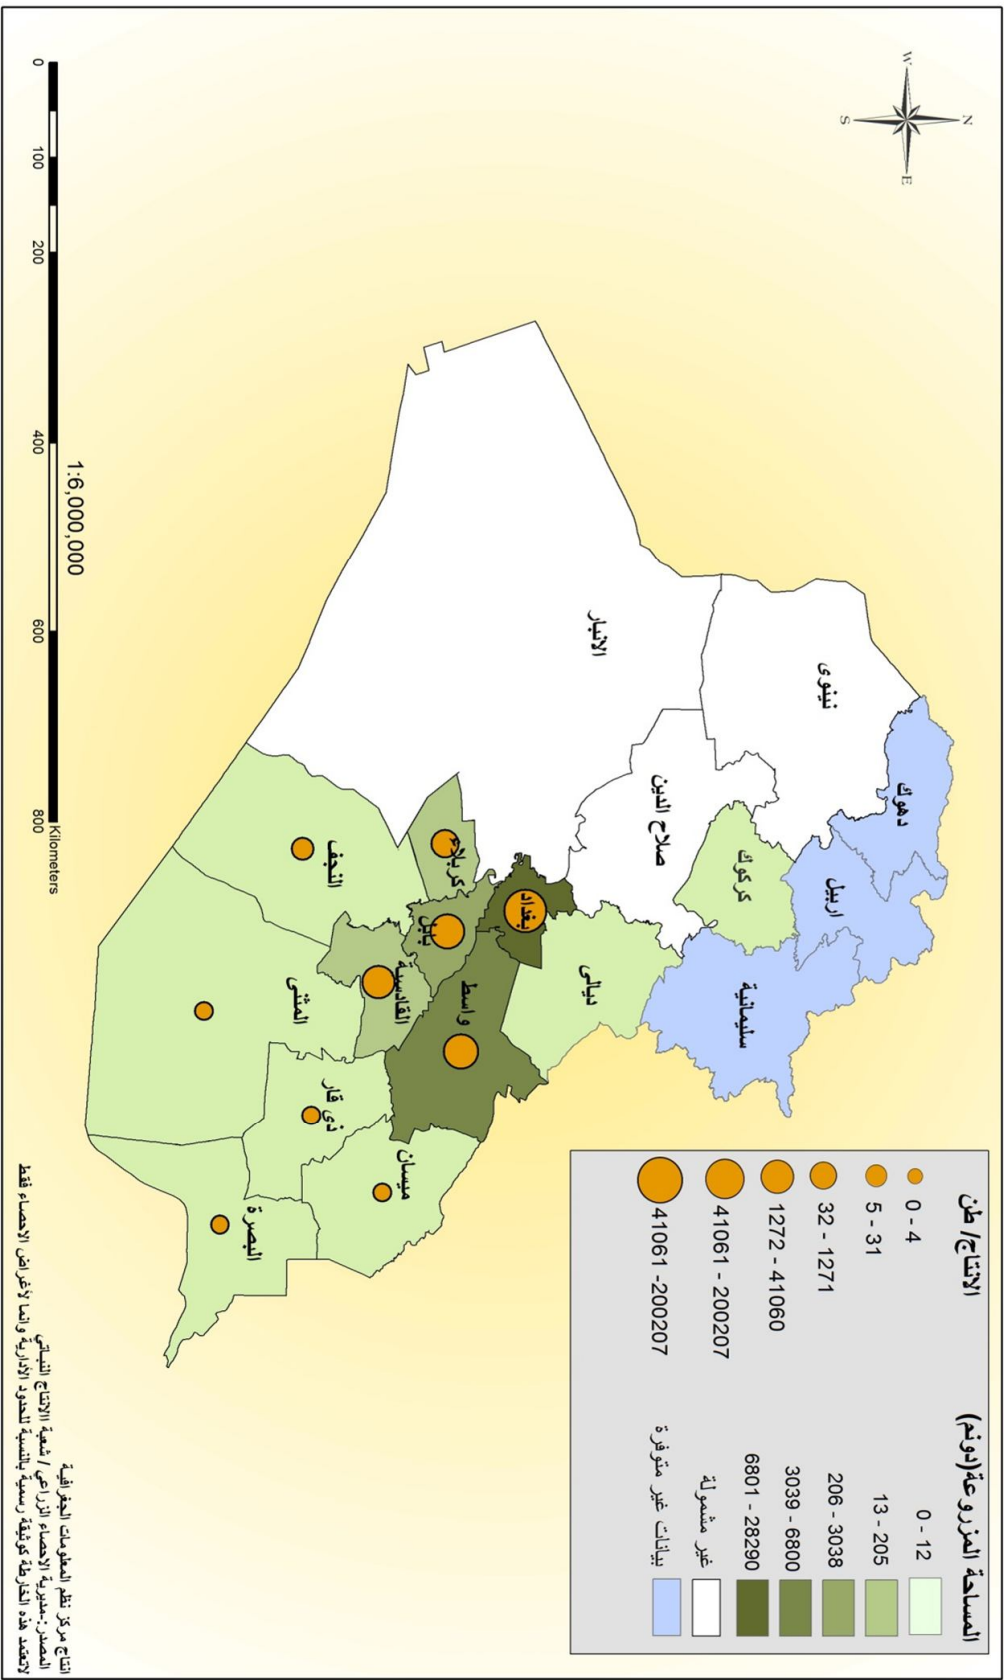 N
W
E
S
دهوك
نينوى
اربيل
كركوك
سليمانية
صلاح الدين
الانبار
ديالى
بغداد
كربلاء
بابل
واسط
القادسية
النجف
ميسان
ذي قار
المثنى
البصرة
الانتاج/ طن
0 - 4
5 - 31
32 - 1271
1272 - 41060
41061 - 200207
41061 -200207
المساحة المزروعة(دونم)
0 - 12
13 - 205
206 - 3038
3039 - 6800
6801 - 28290
غير مشمولة
بيانات غير متوفرة
1:6,000,000
0 100 200 400 600 800
Kilometers
انتاج مركز نظم المعلومات الجغرافية
المصدر:-مديرية الاحصاء الزراعي / شعبة الانتاج النباتي
لاتعتمد هذه الخارطة كوثيقة رسمية بالنسبة للحدود الأدارية وانما لأغراض الاحصاء فقط